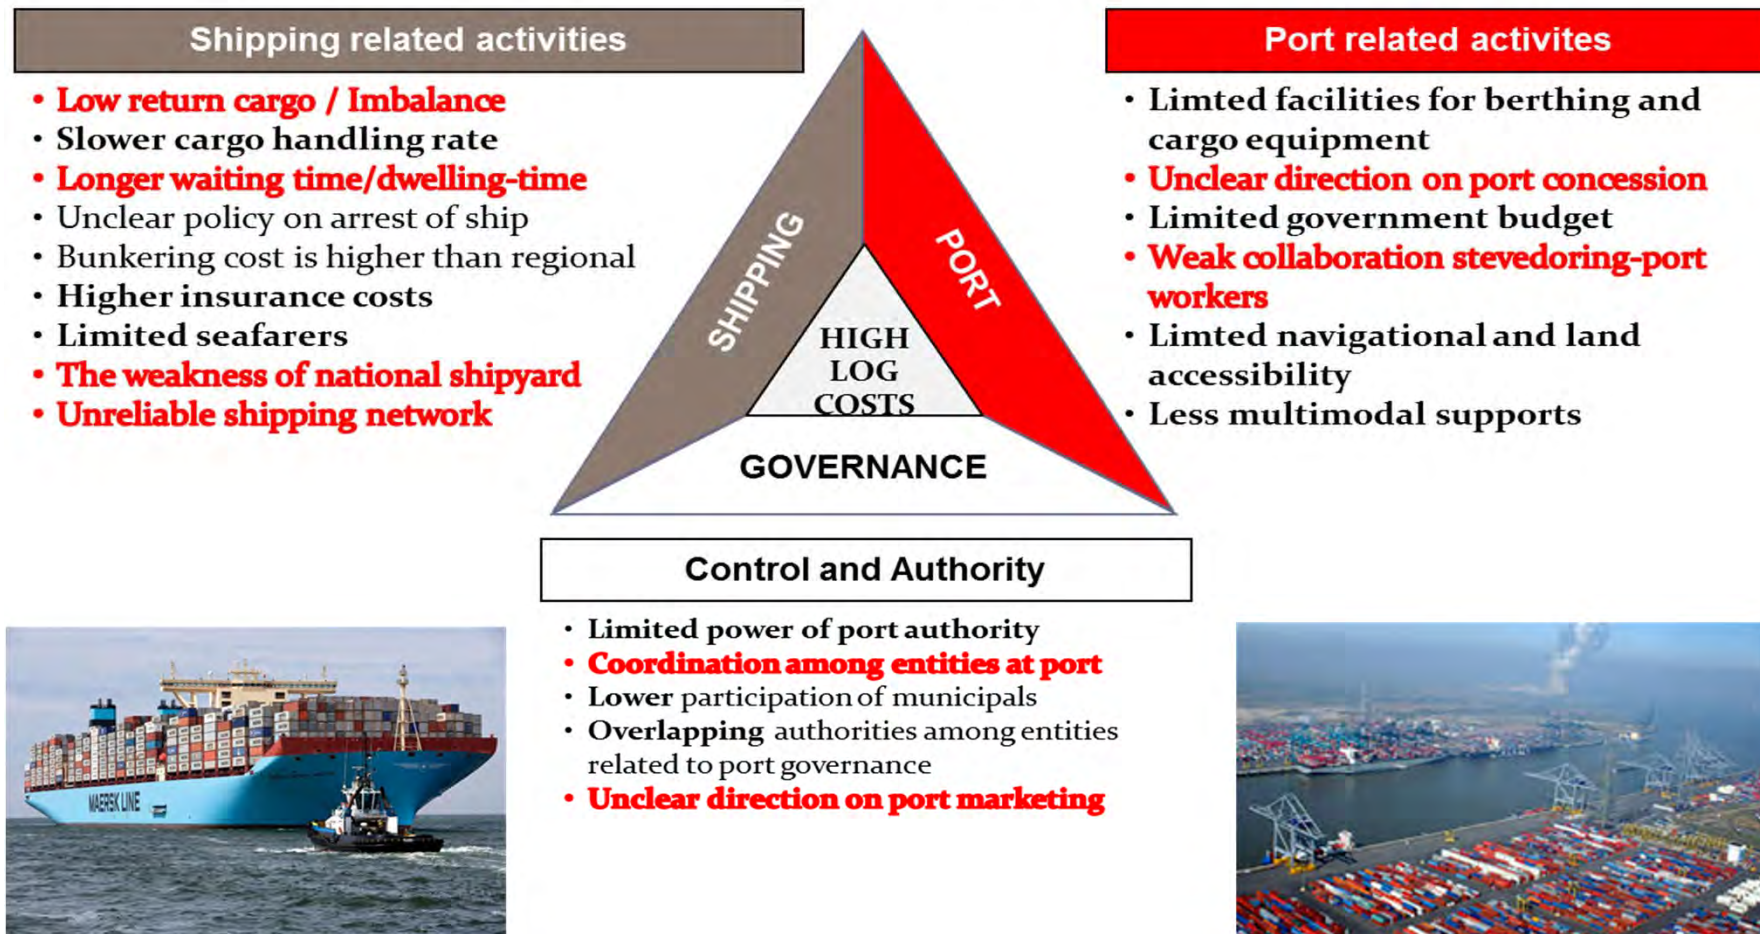 Shipping related activities
• Low return cargo / Imbalance
• Slower cargo handling rate
• Longer waiting time/dwelling-time
• Unclear policy on arrest of ship
• Bunkering cost is higher than regional
• Higher insurance costs
• Limited seafarers
• The weakness of national shipyard
• Unreliable shipping network
SHIPPING
PORT
HIGH
LOG
COSTS
GOVERNANCE
Port related activites
• Limted facilities for berthing and
cargo equipment
• Unclear direction on port concession
• Limited government budget
• Weak collaboration stevedoring-port
workers
• Limted navigational and land
accessibility
• Less multimodal supports
Control and Authority
• Limited power of port authority
• Coordination among entities at port
• Lower participation of municipals
• Overlapping authorities among entities
related to port governance
• Unclear direction on port marketing
MAERSK LINE